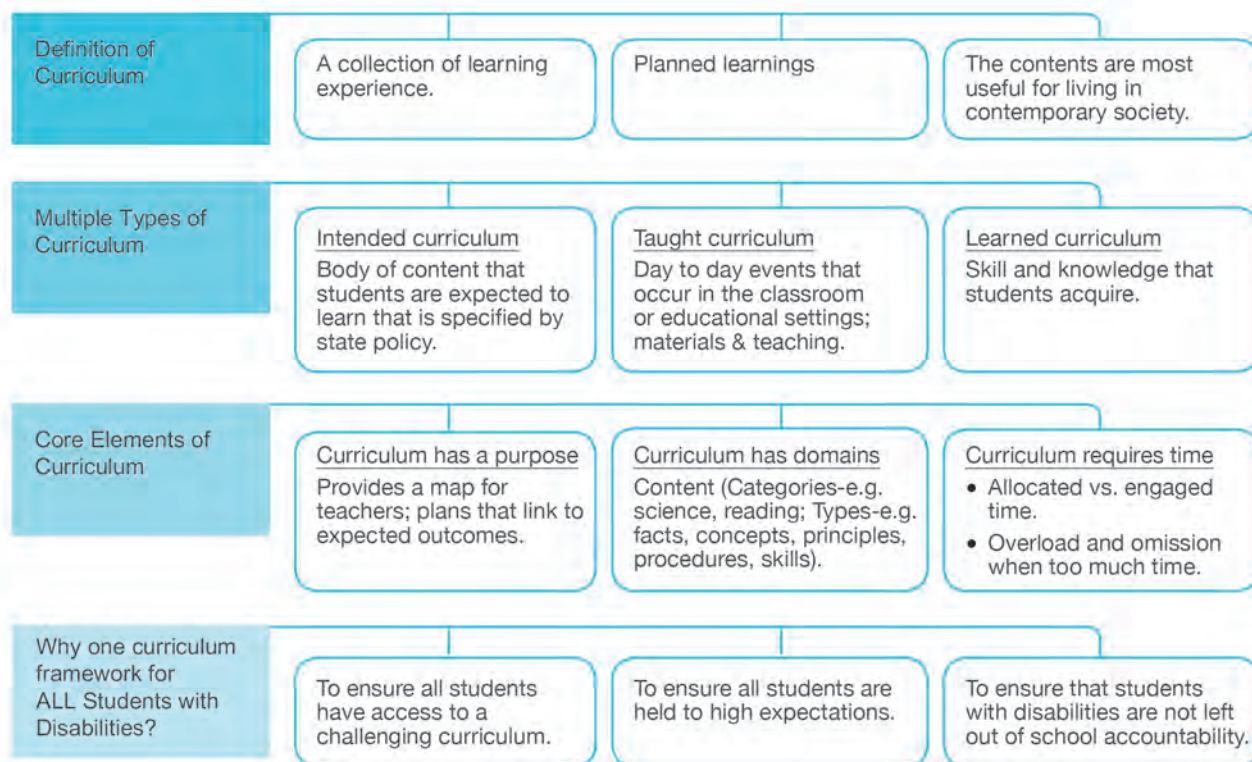 Definition of
Curriculum
A collection of learning
experience.
Planned learnings
The contents are most
useful for living in
contemporary society.
Multiple Types of
Curriculum
Intended curriculum
Body of content that
students are expected to
learn that is specified by
state policy.
Taught curriculum
Day to day events that
occur in the classroom
or educational settings;
materials & teaching.
Learned curriculum
Skill and knowledge that
students acquire.
Core Elements of
Curriculum
Curriculum has a purpose
Provides a map for
teachers; plans that link to
expected outcomes.
Curriculum has domains
Content (Categories-e.g.
science, reading; Types-e.g.
facts, concepts, principles,
procedures, skills).
Curriculum requires time
• Allocated vs. engaged
time.
• Overload and omission
when too much time.
Why one curriculum
framework for
ALL Students with
Disabilities?
To ensure all students
have access to a
challenging curriculum.
To ensure all students are
held to high expectations.
To ensure that students
with disabilities are not left
out of school accountability.